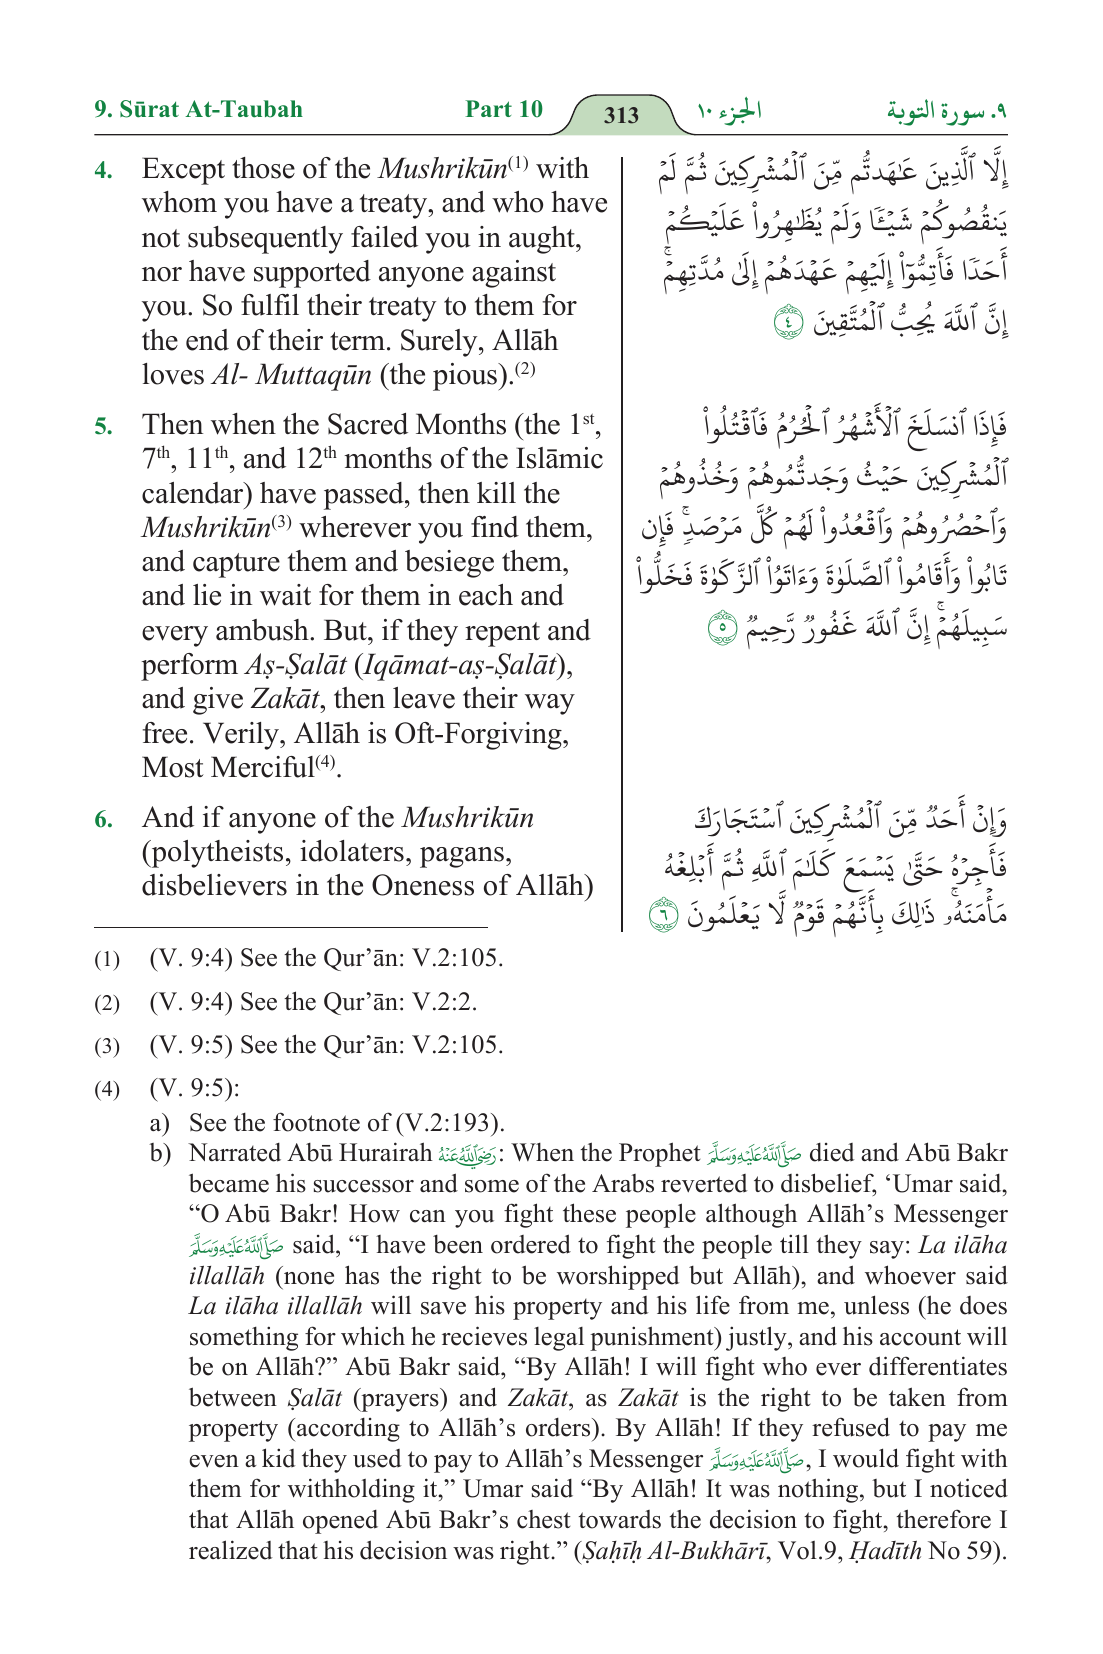 9. Sūrat At-Taubah Part 10 313 الجزء ١٠ ٩. سورة التوبة
4. Except those of the Mushrikūn(1) with
whom you have a treaty, and who have
not subsequently failed you in aught,
nor have supported anyone against
you. So fulfil their treaty to them for
the end of their term. Surely, Allāh
loves Al- Muttaqūn (the pious).(2)
إِلَّا ٱلَّذِينَ عَٰهَدتُّم مِّنَ ٱلْمُشْرِكِينَ ثُمَّ لَمْ
يَنقُصُوكُمْ شَيْـًٔا وَلَمْ يُظَٰهِرُوا۟ عَلَيْكُمْ
أَحَدًا فَأَتِمُّوٓا۟ إِلَيْهِمْ عَهْدَهُمْ إِلَىٰ مُدَّتِهِمْ ۚ
إِنَّ ٱللَّهَ يُحِبُّ ٱلْمُتَّقِينَ ٤
5. Then when the Sacred Months (the 1st,
7th, 11th, and 12th months of the Islāmic
calendar) have passed, then kill the
Mushrikūn(3) wherever you find them,
and capture them and besiege them,
and lie in wait for them in each and
every ambush. But, if they repent and
perform Aṣ-Ṣalāt (Iqāmat-aṣ-Ṣalāt),
and give Zakāt, then leave their way
free. Verily, Allāh is Oft-Forgiving,
Most Merciful(4).
فَإِذَا ٱنسَلَخَ ٱلْأَشْهُرُ ٱلْحُرُمُ فَٱقْتُلُوا۟
ٱلْمُشْرِكِينَ حَيْثُ وَجَدتُّمُوهُمْ وَخُذُوهُمْ
وَٱحْصُرُوهُمْ وَٱقْعُدُوا۟ لَهُمْ كُلَّ مَرْصَدٍ ۚ فَإِن
تَابُوا۟ وَأَقَامُوا۟ ٱلصَّلَوٰةَ وَءَاتَوُا۟ ٱلزَّكَوٰةَ فَخَلُّوا۟
سَبِيلَهُمْ ۚ إِنَّ ٱللَّهَ غَفُورٌ رَّحِيمٌ ٥
6. And if anyone of the Mushrikūn
(polytheists, idolaters, pagans,
disbelievers in the Oneness of Allāh)
وَإِنْ أَحَدٌ مِّنَ ٱلْمُشْرِكِينَ ٱسْتَجَارَكَ
فَأَجِرْهُ حَتَّىٰ يَسْمَعَ كَلَٰمَ ٱللَّهِ ثُمَّ أَبْلِغْهُ
مَأْمَنَهُۥ ۚ ذَٰلِكَ بِأَنَّهُمْ قَوْمٌ لَّا يَعْلَمُونَ ٦
(1) (V. 9:4) See the Qur’ān: V.2:105.
(2) (V. 9:4) See the Qur’ān: V.2:2.
(3) (V. 9:5) See the Qur’ān: V.2:105.
(4) (V. 9:5):
a) See the footnote of (V.2:193).
b) Narrated Abū Hurairah رَضِيَ اللَّهُ عَنْهُ: When the Prophet صَلَّى اللَّهُ عَلَيْهِ وَسَلَّمَ died and Abū Bakr
became his successor and some of the Arabs reverted to disbelief, ‘Umar said,
“O Abū Bakr! How can you fight these people although Allāh’s Messenger
صَلَّى اللَّهُ عَلَيْهِ وَسَلَّمَ said, “I have been ordered to fight the people till they say: La ilāha
illallāh (none has the right to be worshipped but Allāh), and whoever said
La ilāha illallāh will save his property and his life from me, unless (he does
something for which he recieves legal punishment) justly, and his account will
be on Allāh?” Abū Bakr said, “By Allāh! I will fight who ever differentiates
between Ṣalāt (prayers) and Zakāt, as Zakāt is the right to be taken from
property (according to Allāh’s orders). By Allāh! If they refused to pay me
even a kid they used to pay to Allāh’s Messenger صَلَّى اللَّهُ عَلَيْهِ وَسَلَّمَ, I would fight with
them for withholding it,” Umar said “By Allāh! It was nothing, but I noticed
that Allāh opened Abū Bakr’s chest towards the decision to fight, therefore I
realized that his decision was right.” (Ṣaḥīḥ Al-Bukhārī, Vol.9, Ḥadīth No 59).